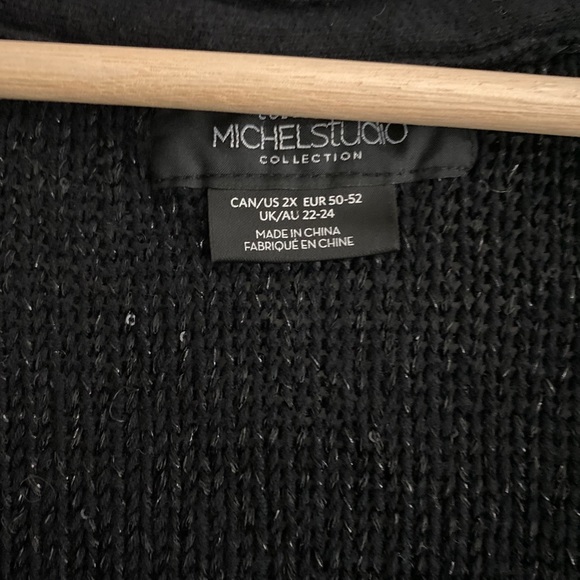 MICHELSTUDIO
COLLECTION
CAN/US 2X EUR 50-52
UK/AU 22-24
MADE IN CHINA
FABRIQUÉ EN CHINE